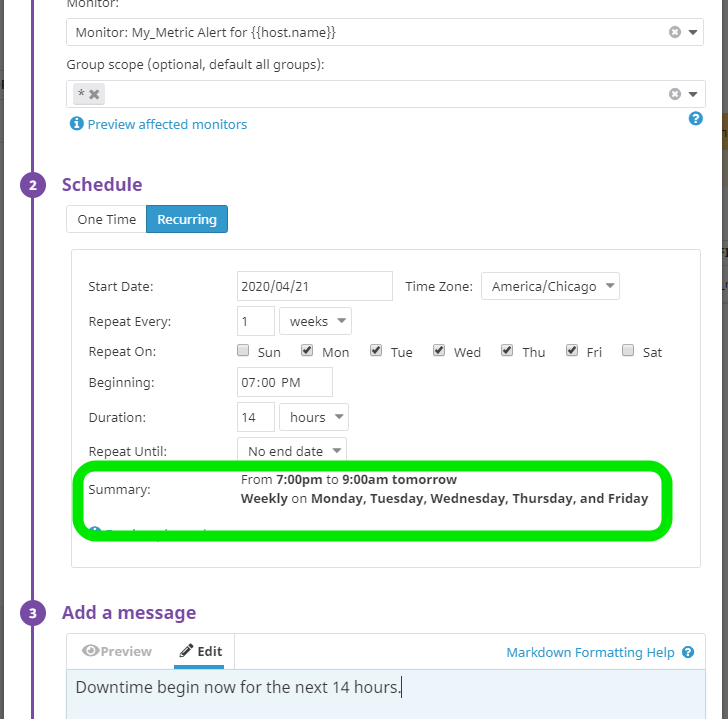 Monitor:
Monitor: My_Metric Alert for {{host.name}}
Group scope (optional, default all groups):
*
Preview affected monitors
2 Schedule
One Time Recurring
Start Date: 2020/04/21 Time Zone: America/Chicago
Repeat Every: 1 weeks
Repeat On: Sun Mon Tue Wed Thu Fri Sat
Beginning: 07:00 PM
Duration: 14 hours
Repeat Until: No end date
Summary: From 7:00pm to 9:00am tomorrow
Weekly on Monday, Tuesday, Wednesday, Thursday, and Friday
3 Add a message
Preview Edit Markdown Formatting Help
Downtime begin now for the next 14 hours.